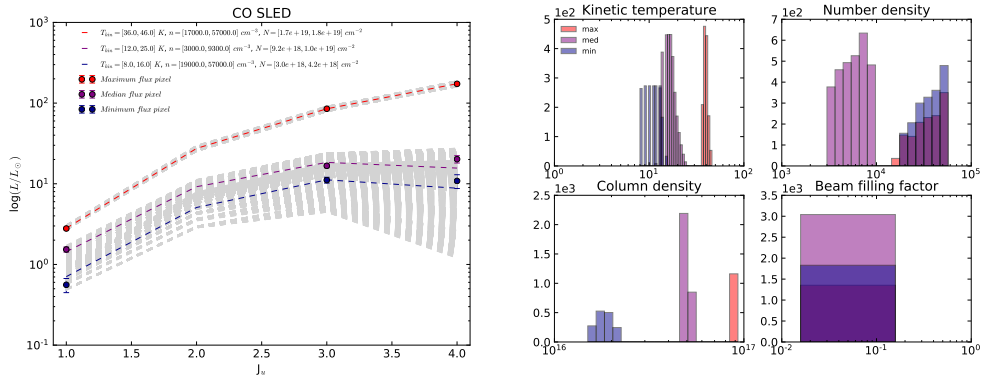 CO SLED
10^3
10^2
10^1
10^0
10^-1
log(L/L_⊙)
1.0 1.5 2.0 2.5 3.0 3.5 4.0
J_u
T_kin = [36.0, 46.0] K, n = [17000.0, 57000.0] cm^-3, N = [1.7e+19, 1.8e+19] cm^-2
T_kin = [12.0, 25.0] K, n = [3000.0, 9300.0] cm^-3, N = [9.2e+18, 1.0e+19] cm^-2
T_kin = [8.0, 16.0] K, n = [19000.0, 57000.0] cm^-3, N = [3.0e+18, 4.2e+18] cm^-2
Maximum flux pixel
Median flux pixel
Minimum flux pixel
Kinetic temperature
5e2
max
med
min
5
4
3
2
1
0
10^0 10^1 10^2
Number density
7e2
6
5
4
3
2
1
0
10^3 10^4 10^5
Column density
1e3
2.5
2.0
1.5
1.0
0.5
0.0
10^16 10^17
Beam filling factor
1e3
3.5
3.0
2.5
2.0
1.5
1.0
0.5
0.0
10^-2 10^-1 10^0